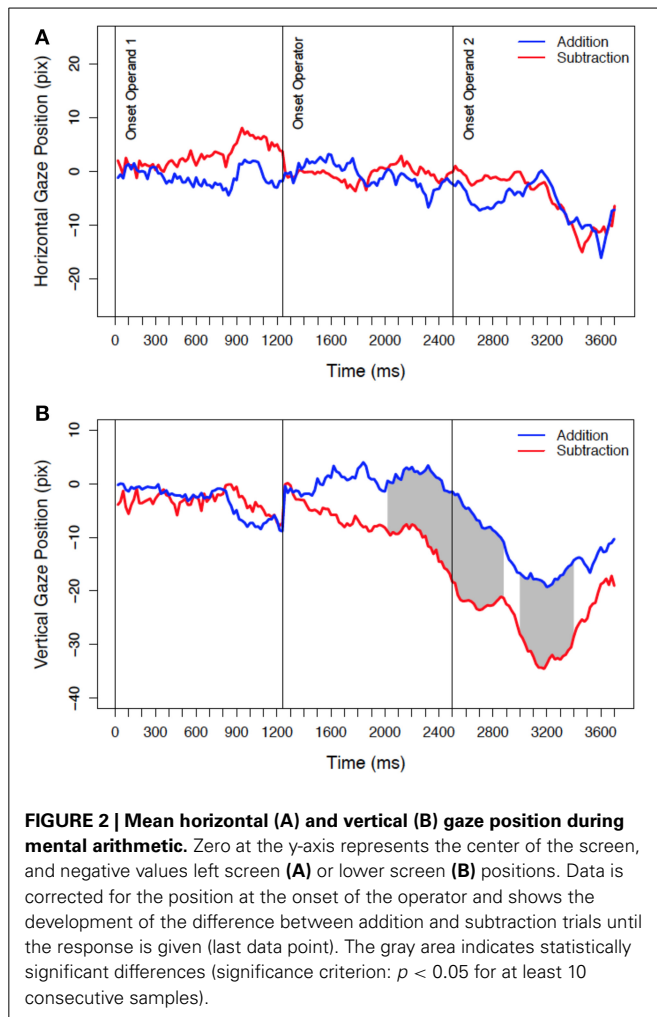 A
Onset Operand 1
Onset Operator
Onset Operand 2
Addition
Subtraction
Horizontal Gaze Position (pix)
20
10
0
−10
−20
0 300 600 900 1200 1600 2000 2400 2800 3200 3600
Time (ms)
B
Addition
Subtraction
Vertical Gaze Position (pix)
10
0
−10
−20
−30
−40
0 300 600 900 1200 1600 2000 2400 2800 3200 3600
Time (ms)
FIGURE 2 | Mean horizontal (A) and vertical (B) gaze position during
mental arithmetic. Zero at the y-axis represents the center of the screen,
and negative values left screen (A) or lower screen (B) positions. Data is
corrected for the position at the onset of the operator and shows the
development of the difference between addition and subtraction trials until
the response is given (last data point). The gray area indicates statistically
significant differences (significance criterion: p < 0.05 for at least 10
consecutive samples).